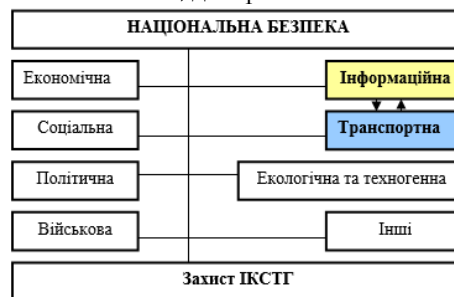 НАЦІОНАЛЬНА БЕЗПЕКА
Економічна
Інформаційна
Соціальна
Транспортна
Політична
Екологічна та техногенна
Військова
Інші
Захист ІКСТГ